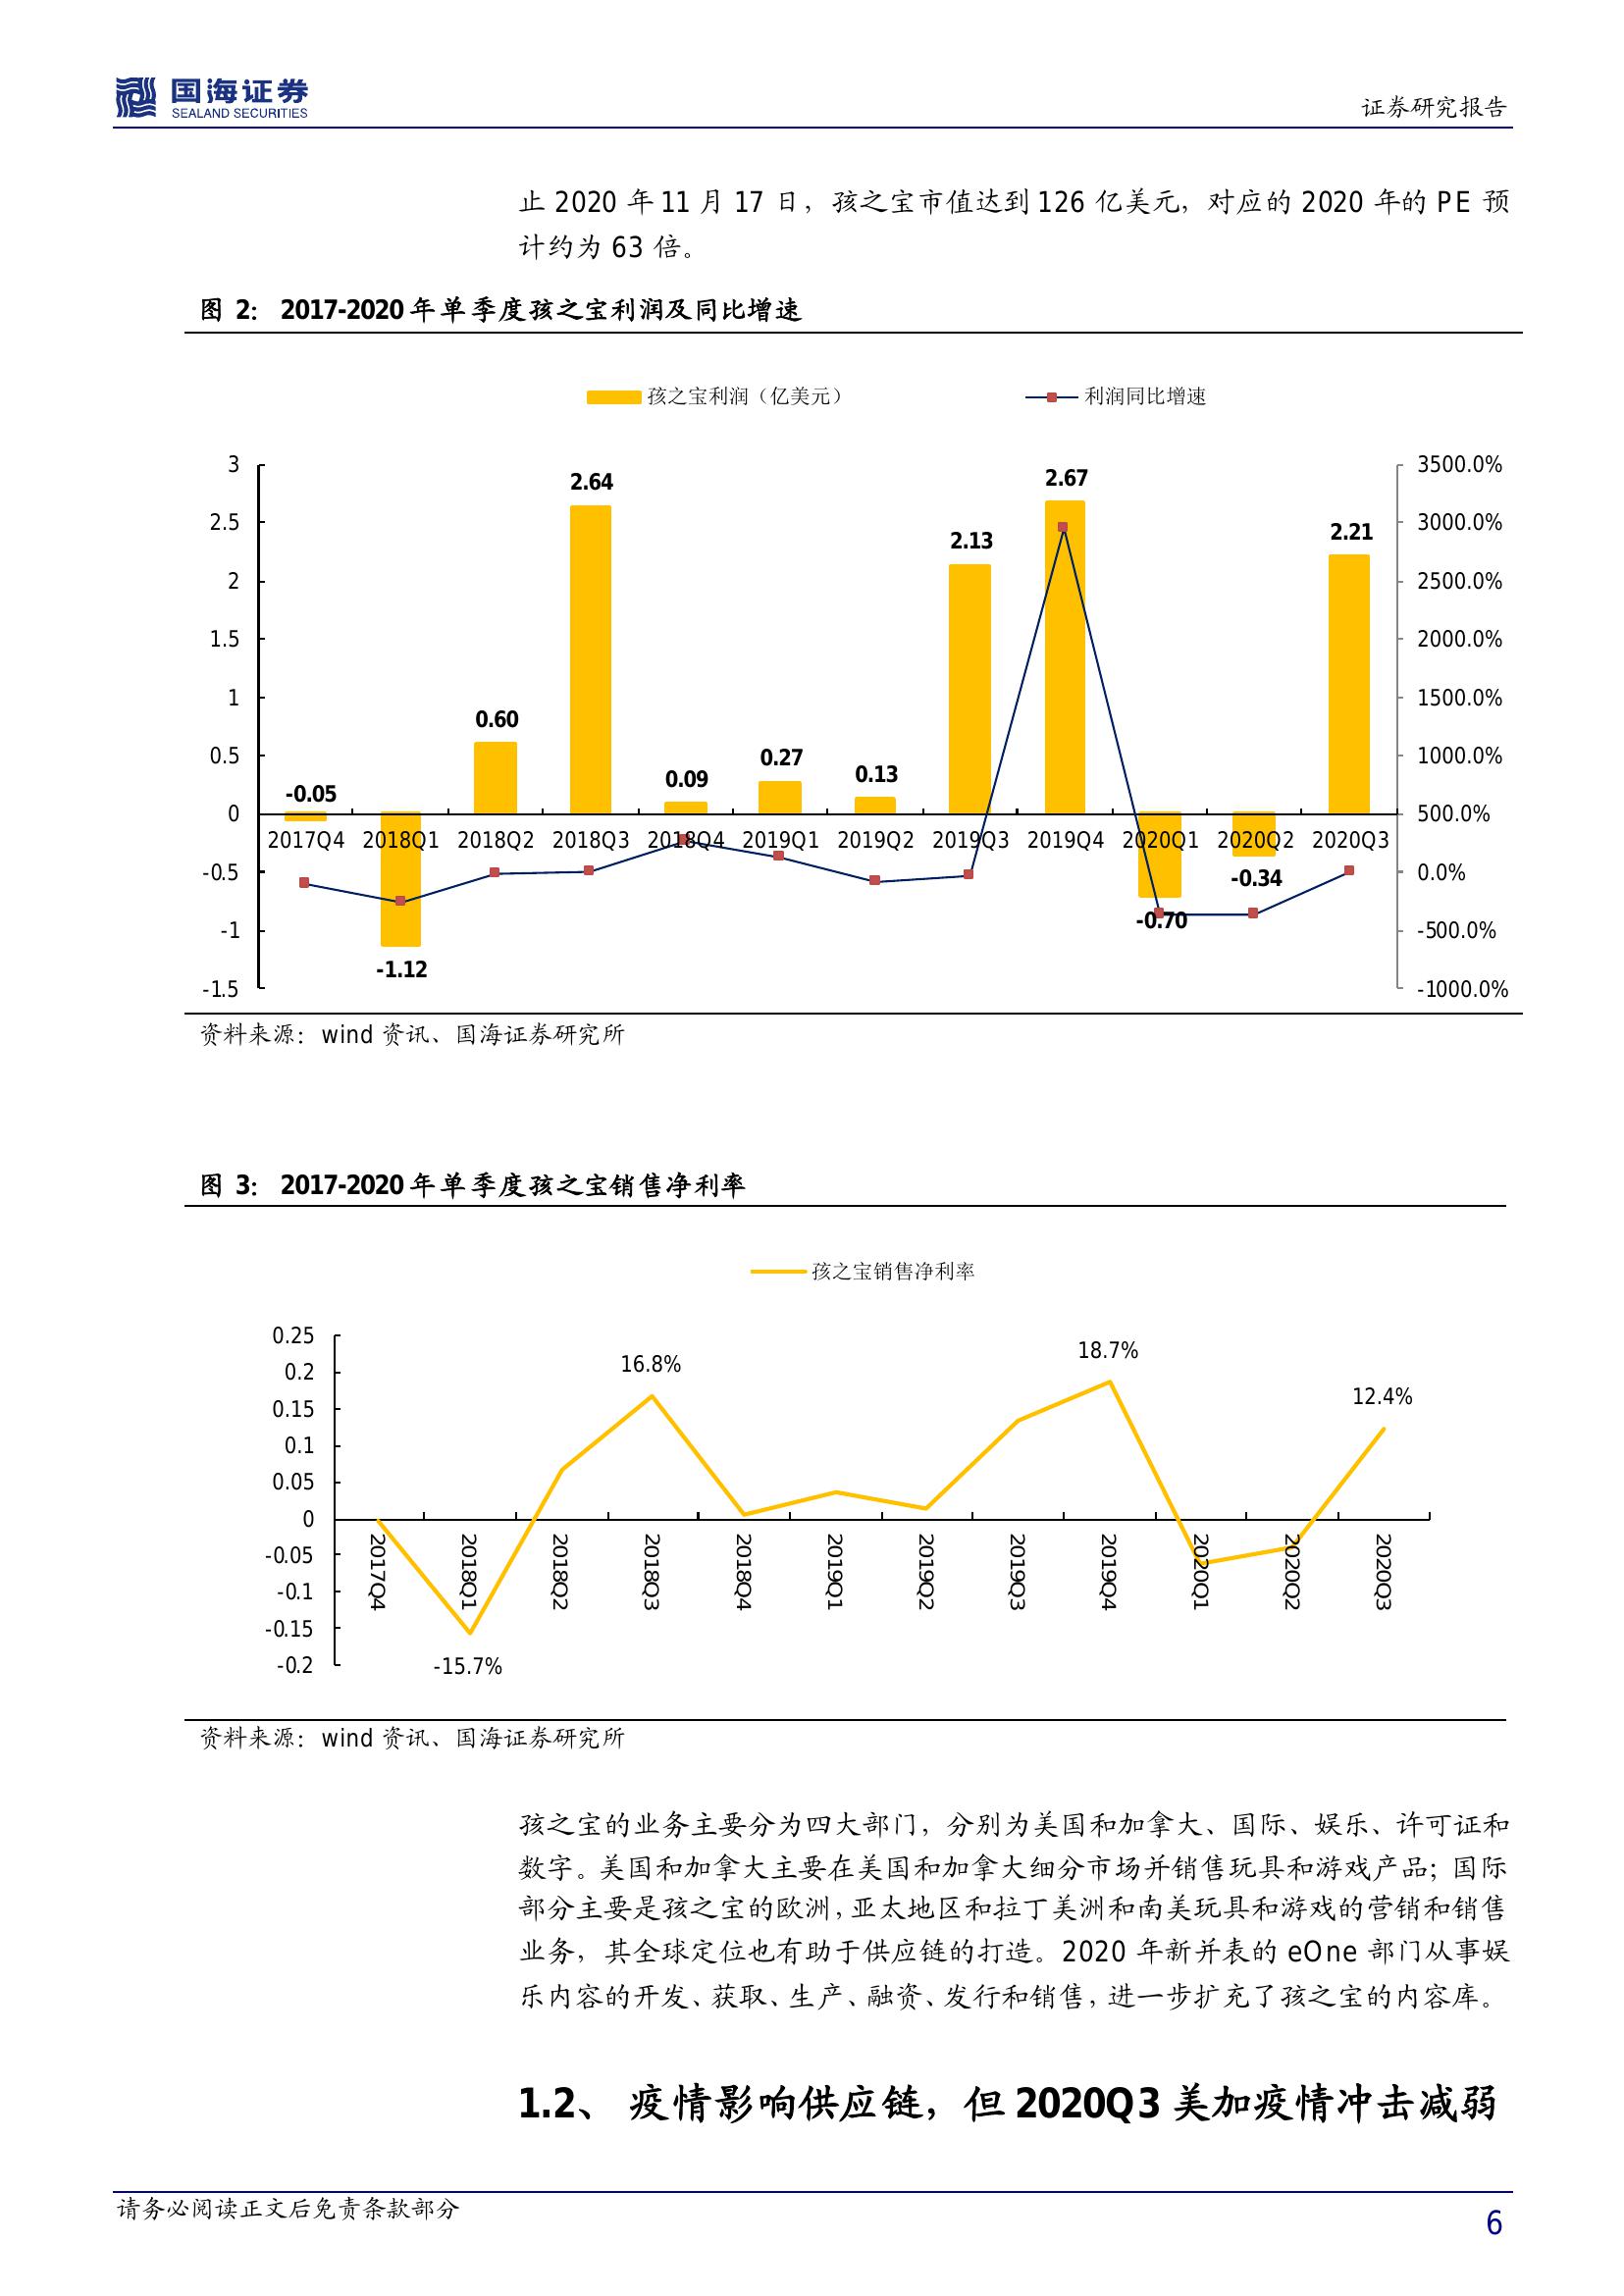 国海证券
SEALAND SECURITIES
证券研究报告
止 2020 年 11 月 17 日，孩之宝市值达到 126 亿美元，对应的 2020 年的 PE 预
计约为 63 倍。
图 2： 2017-2020 年单季度孩之宝利润及同比增速
孩之宝利润（亿美元） 利润同比增速
3
2.5
2
1.5
1
0.5
0
-0.5
-1
-1.5
3500.0%
3000.0%
2500.0%
2000.0%
1500.0%
1000.0%
500.0%
0.0%
-500.0%
-1000.0%
-0.05
-1.12
0.60
2.64
0.09
0.27
0.13
2.13
2.67
-0.70
-0.34
2.21
2017Q4 2018Q1 2018Q2 2018Q3 2018Q4 2019Q1 2019Q2 2019Q3 2019Q4 2020Q1 2020Q2 2020Q3
资料来源：wind 资讯、国海证券研究所
图 3： 2017-2020 年单季度孩之宝销售净利率
孩之宝销售净利率
0.25
0.2
0.15
0.1
0.05
0
-0.05
-0.1
-0.15
-0.2
-15.7%
16.8%
18.7%
12.4%
2017Q4
2018Q1
2018Q2
2018Q3
2018Q4
2019Q1
2019Q2
2019Q3
2019Q4
2020Q1
2020Q2
2020Q3
资料来源：wind 资讯、国海证券研究所
孩之宝的业务主要分为四大部门，分别为美国和加拿大、国际、娱乐、许可证和
数字。美国和加拿大主要在美国和加拿大细分市场并销售玩具和游戏产品；国际
部分主要是孩之宝的欧洲，亚太地区和拉丁美洲和南美玩具和游戏的营销和销售
业务，其全球定位也有助于供应链的打造。2020 年新并表的 eOne 部门从事娱
乐内容的开发、获取、生产、融资、发行和销售，进一步扩充了孩之宝的内容库。
1.2、 疫情影响供应链，但 2020Q3 美加疫情冲击减弱
请务必阅读正文后免责条款部分
6